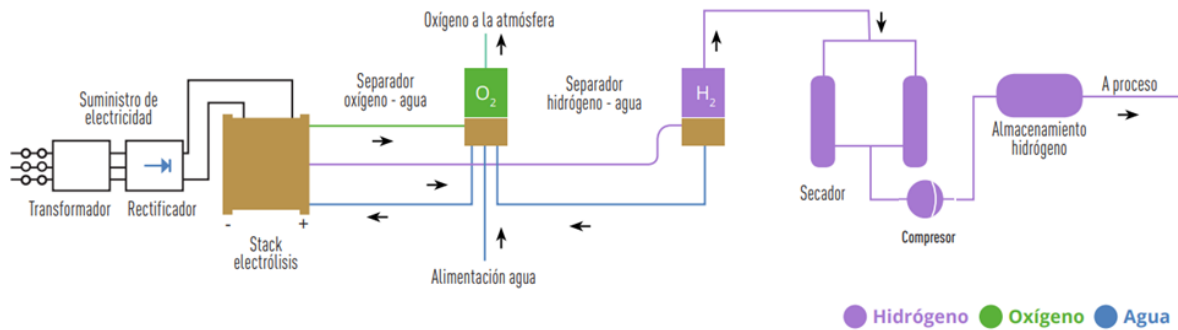 Oxígeno a la atmósfera
Suministro de
electricidad
Separador
oxígeno - agua
O2
Separador
hidrógeno - agua
H2
A proceso
Almacenamiento
hidrógeno
Secador
Transformador
Rectificador
- +
Stack
electrólisis
Compresor
Alimentación agua
Hidrógeno
Oxígeno
Agua